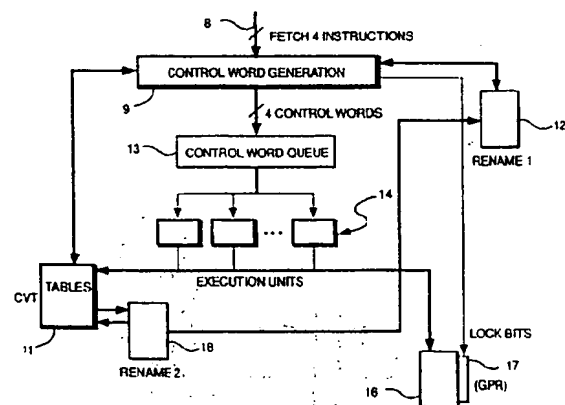 8
FETCH 4 INSTRUCTIONS
CONTROL WORD GENERATION
9
4 CONTROL WORDS
12
RENAME 1
13
CONTROL WORD QUEUE
14
...
EXECUTION UNITS
CVT
TABLES
11
18
RENAME 2
LOCK BITS
17
(GPR)
16